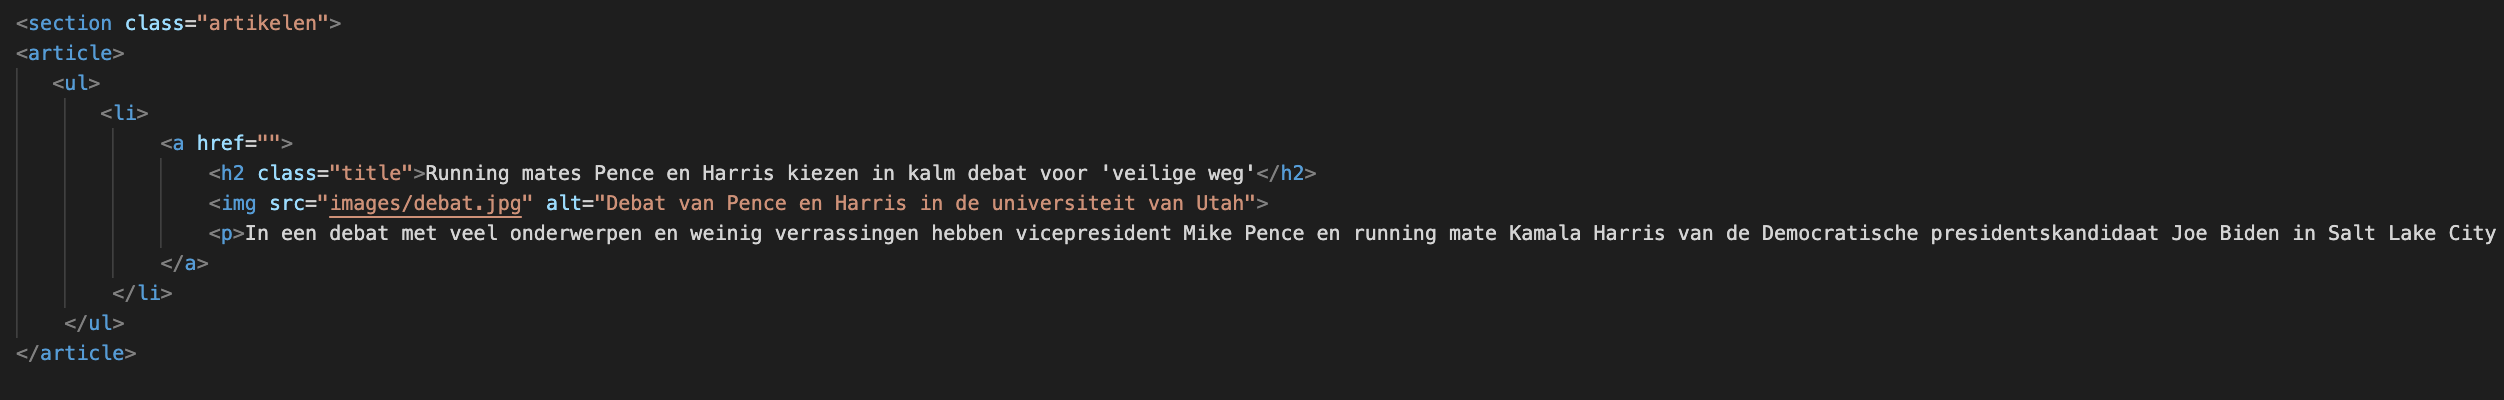 <section class="artikelen">
<article>
<ul>
<li>
<a href="">
<h2 class="title">Running mates Pence en Harris kiezen in kalm debat voor 'veilige weg'</h2>
<img src="images/debat.jpg" alt="Debat van Pence en Harris in de universiteit van Utah">
<p>In een debat met veel onderwerpen en weinig verrassingen hebben vicepresident Mike Pence en running mate Kamala Harris van de Democratische presidentskandidaat Joe Biden in Salt Lake City
</a>
</li>
</ul>
</article>